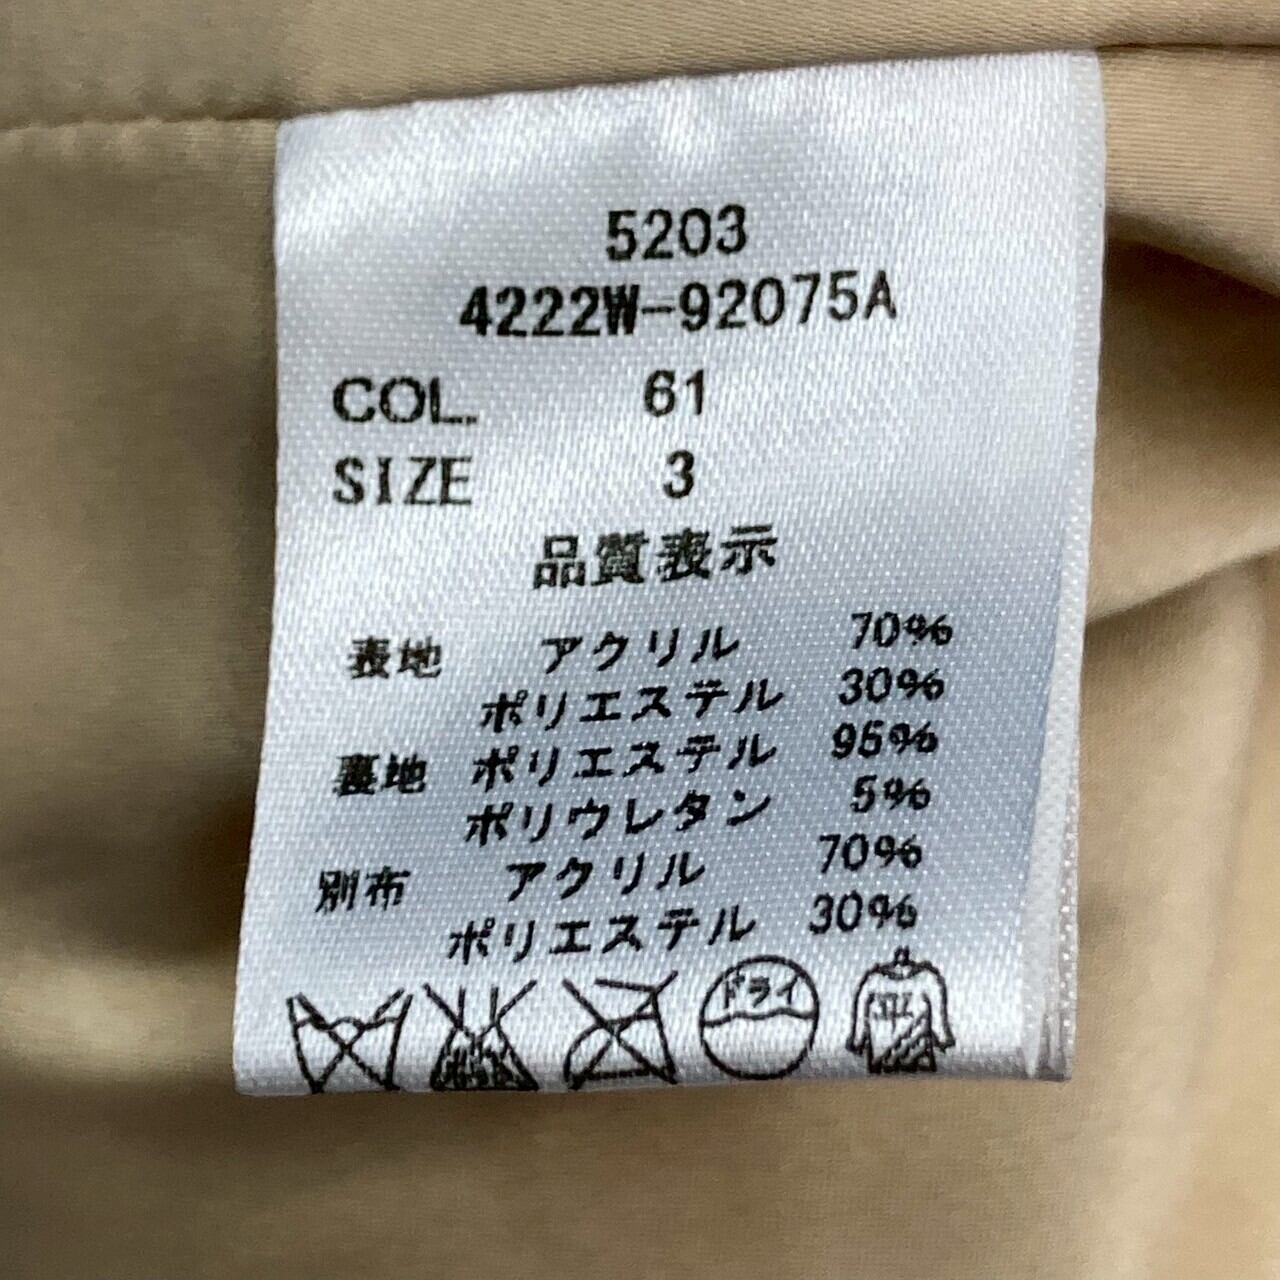 5203
4222W-92075A
COL. 61
SIZE 3
品質表示
表地 アクリル 70%
ポリエステル 30%
裏地 ポリエステル 95%
ポリウレタン 5%
別布 アクリル 70%
ポリエステル 30%
ドライ